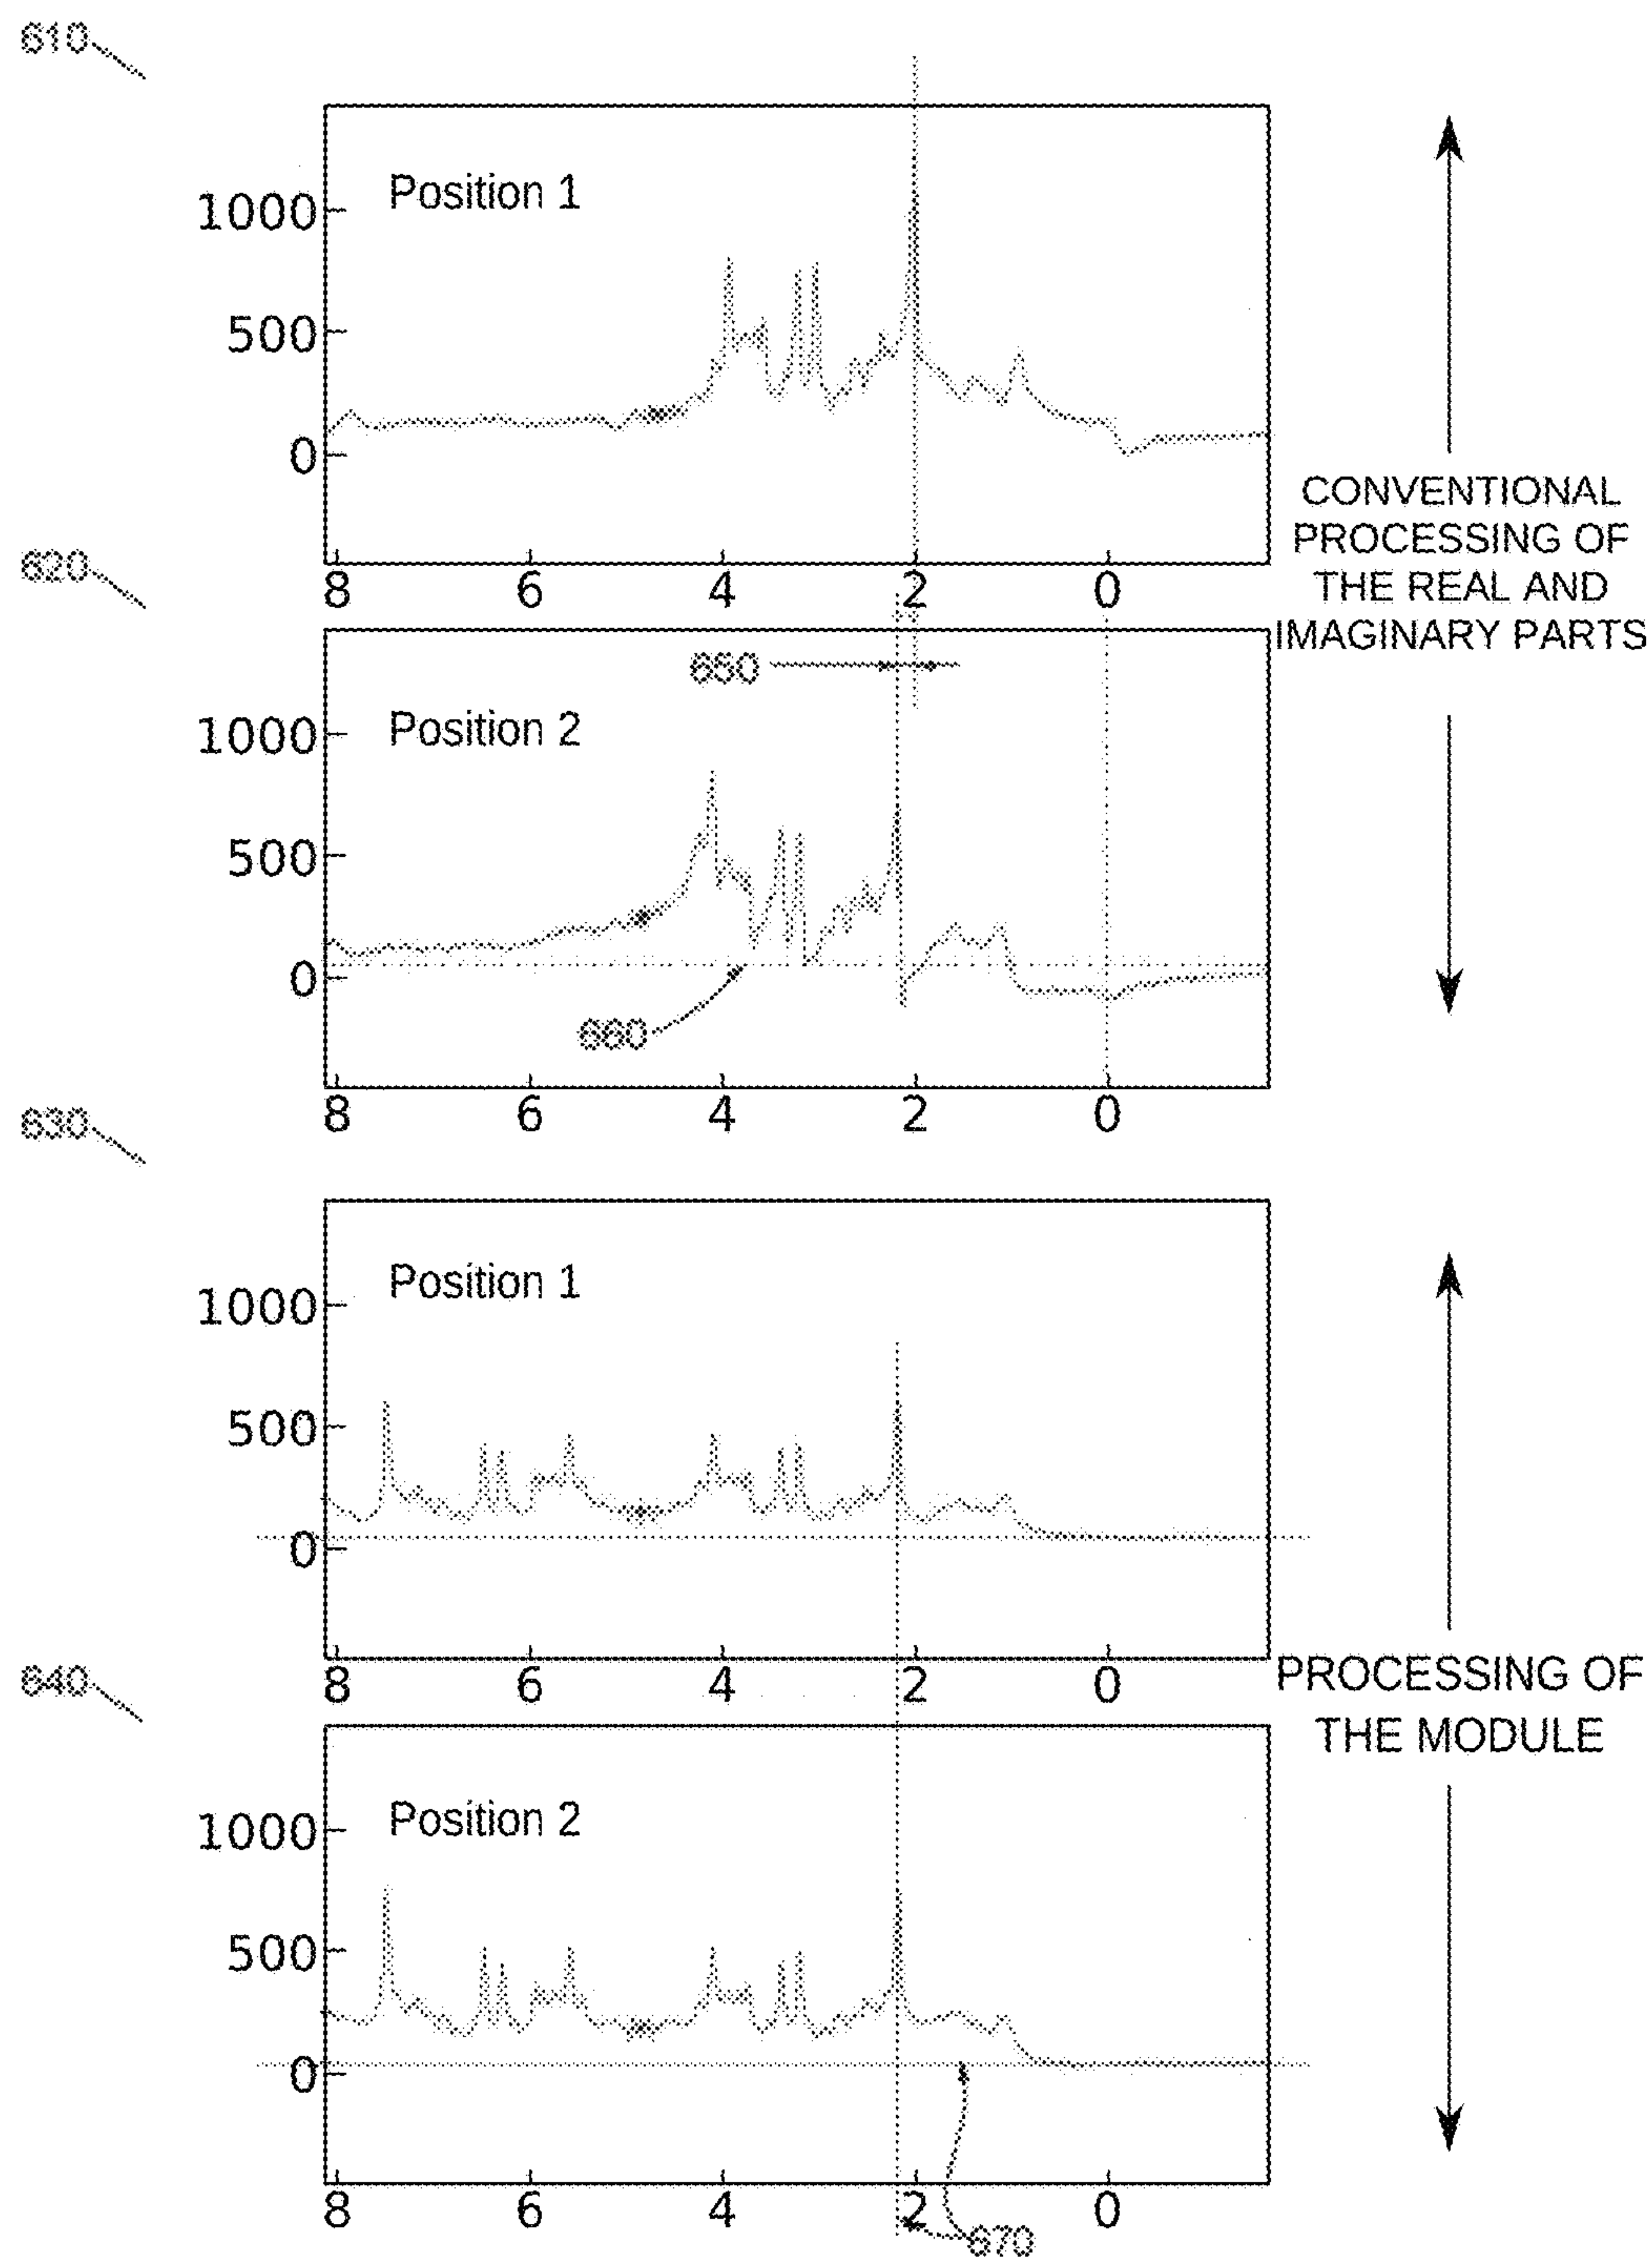 610
Position 1
1000
500
0
8 6 4 2 0
CONVENTIONAL
PROCESSING OF
THE REAL AND
IMAGINARY PARTS
620
650
Position 2
1000
500
0
660
8 6 4 2 0
630
Position 1
1000
500
0
8 6 4 2 0
PROCESSING OF
THE MODULE
640
Position 2
1000
500
0
8 6 4 2 0
670